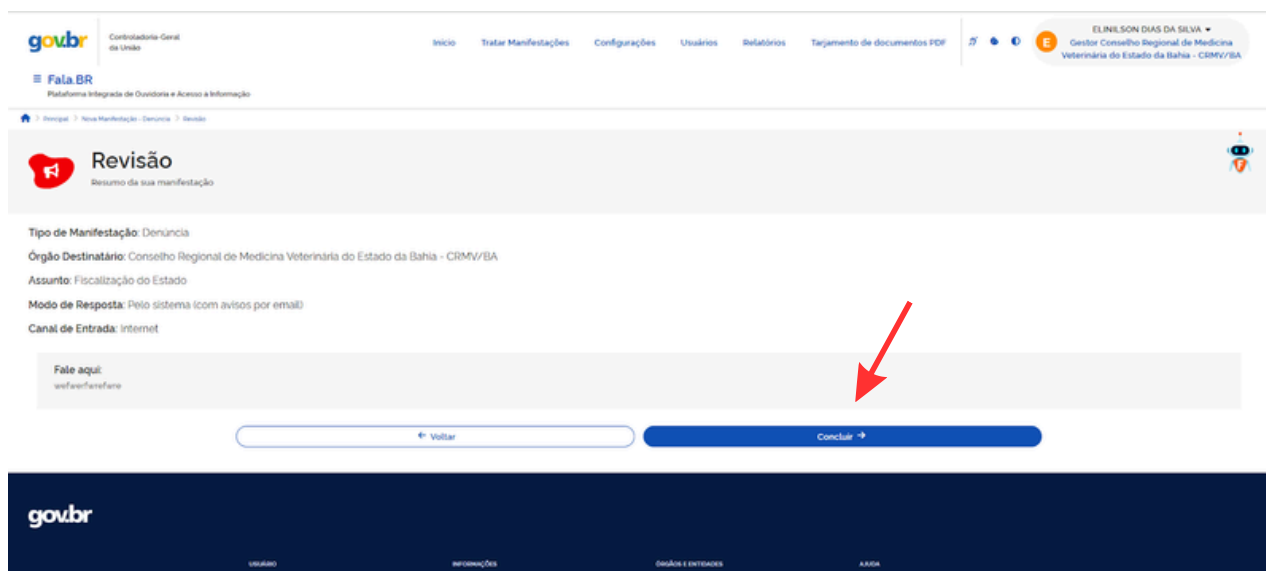 gov.br
Controladoria-Geral
da União
Início Tratar Manifestações Configurações Usuários Relatórios Tarjamento de documentos PDF
E
ELINILSON DIAS DA SILVA
Gestor Conselho Regional de Medicina
Veterinária do Estado da Bahia - CRMV/BA
Fala.BR
Plataforma Integrada de Ouvidoria e Acesso à Informação
Principal > Nova Manifestação - Denúncia > Revisão
Revisão
Resumo da sua manifestação
F
Tipo de Manifestação: Denúncia
Órgão Destinatário: Conselho Regional de Medicina Veterinária do Estado da Bahia - CRMV/BA
Assunto: Fiscalização do Estado
Modo de Resposta: Pelo sistema (com avisos por email)
Canal de Entrada: Internet
Fale aqui:
← Voltar
Concluir →
gov.br
USUÁRIO INFORMAÇÕES ÓRGÃOS E ENTIDADES AJUDA